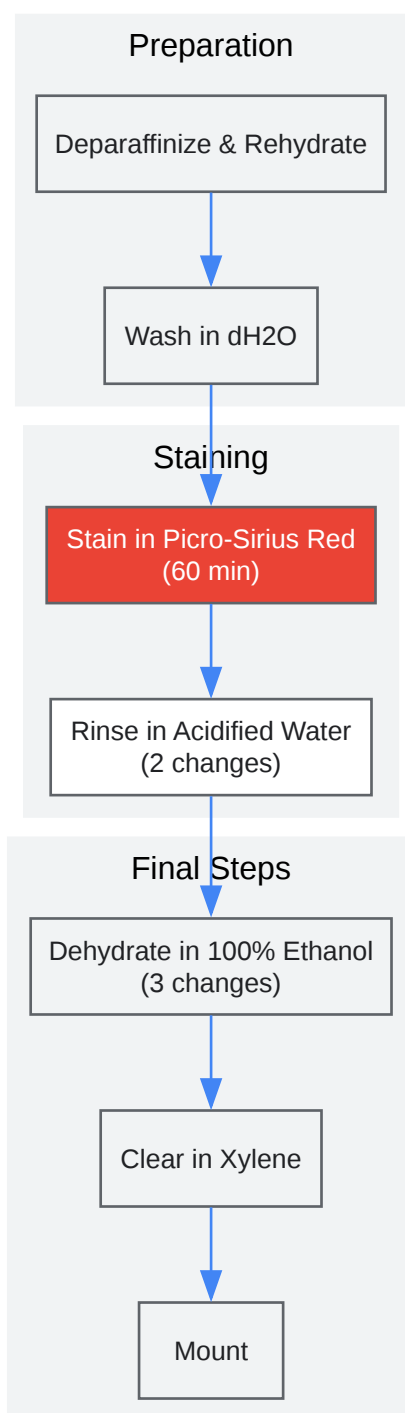 Preparation
Deparaffinize & Rehydrate
Wash in dH2O
Staining
Stain in Picro-Sirius Red
(60 min)
Rinse in Acidified Water
(2 changes)
Final Steps
Dehydrate in 100% Ethanol
(3 changes)
Clear in Xylene
Mount